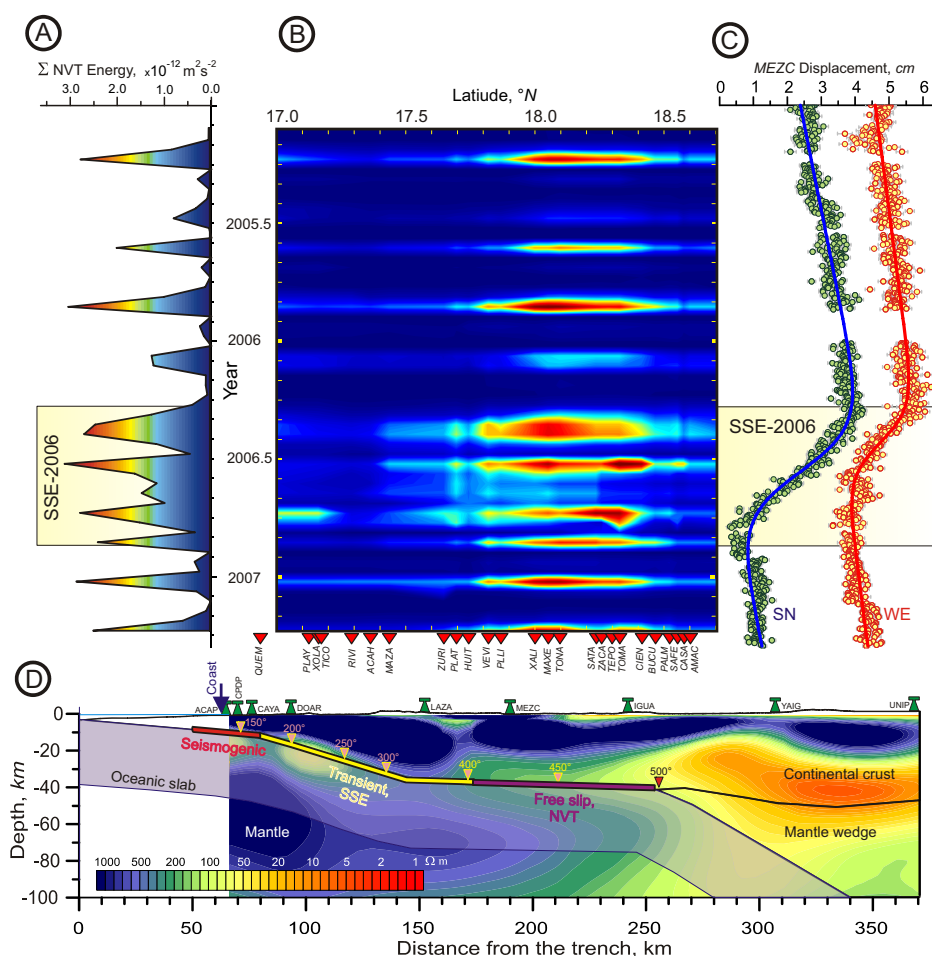 A
B
C
Σ NVT Energy, x10-12 m2s-2
3.0 2.0 1.0 0.0
Latiude, °N
17.0 17.5 18.0 18.5
MEZC Displacement, cm
0 1 2 3 4 5 6
2005.5
2006
Year
2006.5
2007
SSE-2006
SSE-2006
SN
WE
QUEM
PLAY
XOLA
TICO
RIVI
ACAH
MAZA
ZURI
PLAT
HUIT
VEVI
PLLI
XALI
MAXE
TONA
SATA
ZACA
TEPO
TOMA
CIEN
BUCU
PALM
SAFE
OASA
AMAC
D
Coast
ACAP CPDP CAYA DOAR LAZA MEZC IGUA YAIG UNIP
Depth, km
0
-20
-40
-60
-80
-100
150° 200° 250° 300° 400° 450° 500°
Seismogenic
Transient,
SSE
Free slip,
NVT
Oceanic slab
Mantle
Continental crust
Mantle wedge
1000 500 200 100 50 20 10 5 2 1 Ω m
0 50 100 150 200 250 300 350
Distance from the trench, km